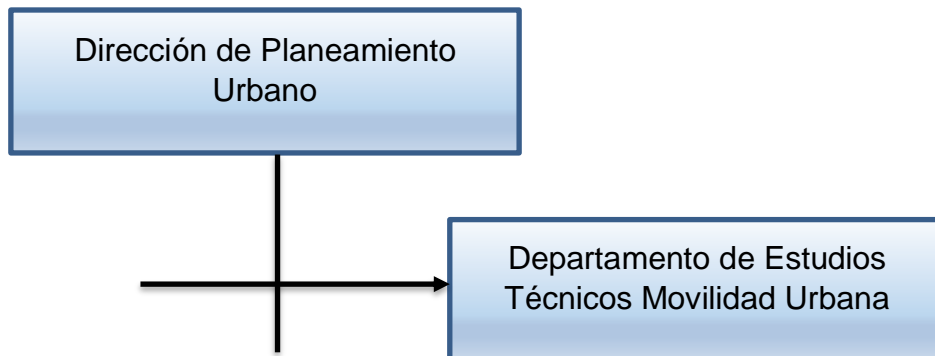 Dirección de Planeamiento
Urbano
Departamento de Estudios
Técnicos Movilidad Urbana